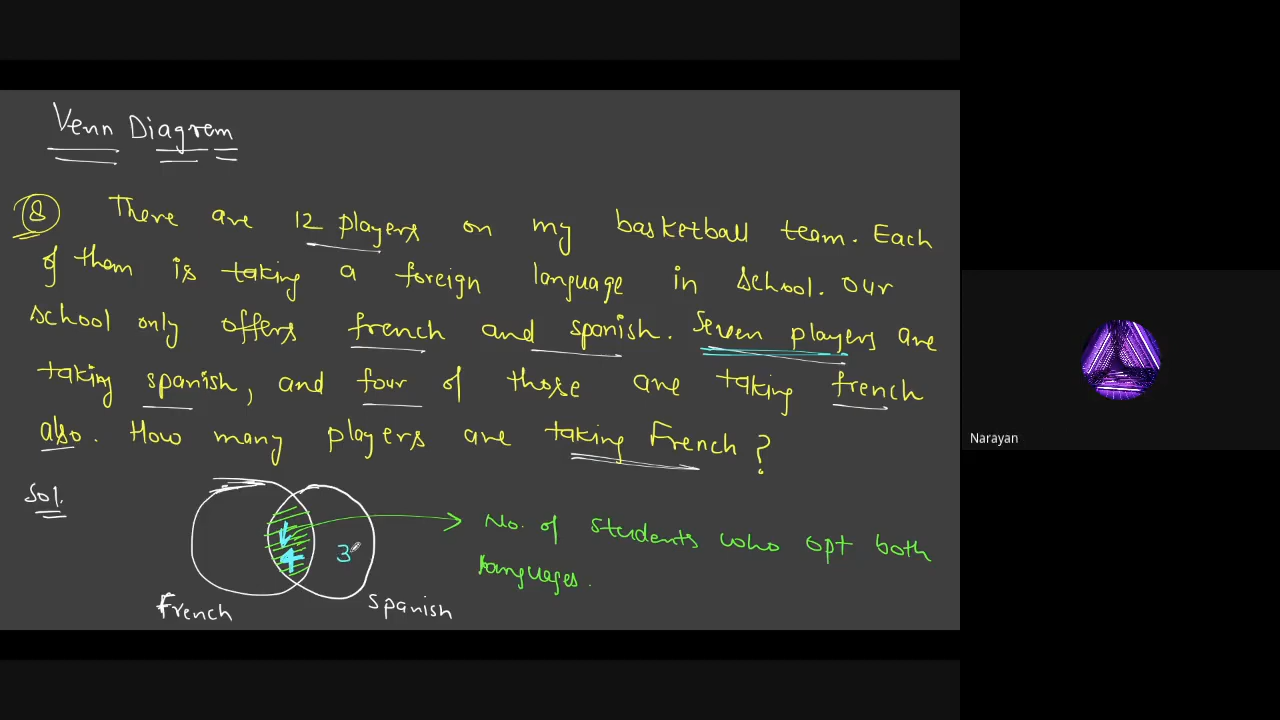 Venn Diagram
8 There are 12 players on my basketball team. Each
of them is taking a foreign language in school. Our
school only offers french and spanish. Seven players are
taking spanish, and four of those are taking french
also. How many players are taking French?
Sol.
No. of students who opt both
languages.
4
3
French
Spanish
Narayan